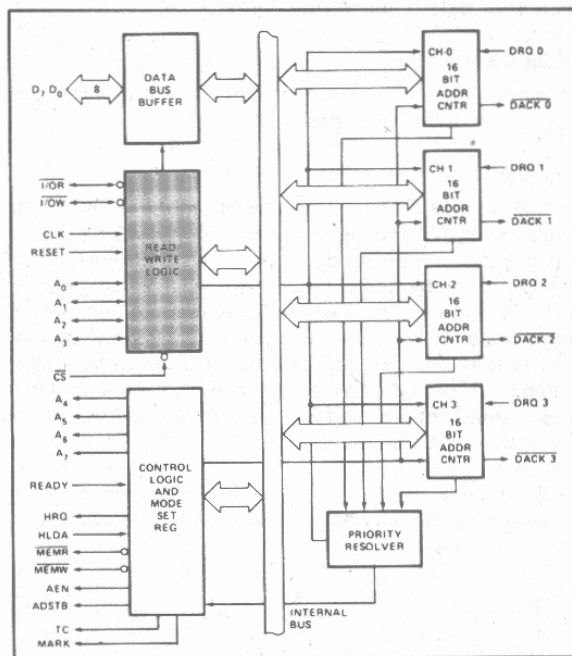 DATA
BUS
BUFFER
D7 D0
8
I/OR
I/OW
CLK
RESET
A0
A1
A2
A3
CS
READ/
WRITE
LOGIC
A4
A5
A6
A7
READY
HRQ
HLDA
MEMR
MEMW
AEN
ADSTB
TC
MARK
CONTROL
LOGIC
AND
MODE
SET
REG
INTERNAL
BUS
CH-0
16
BIT
ADDR
CNTR
DRQ 0
DACK 0
CH 1
16
BIT
ADDR
CNTR
DRQ 1
DACK 1
CH-2
16
BIT
ADDR
CNTR
DRQ 2
DACK 2
CH 3
16
BIT
ADDR
CNTR
DRQ 3
DACK 3
PRIORITY
RESOLVER